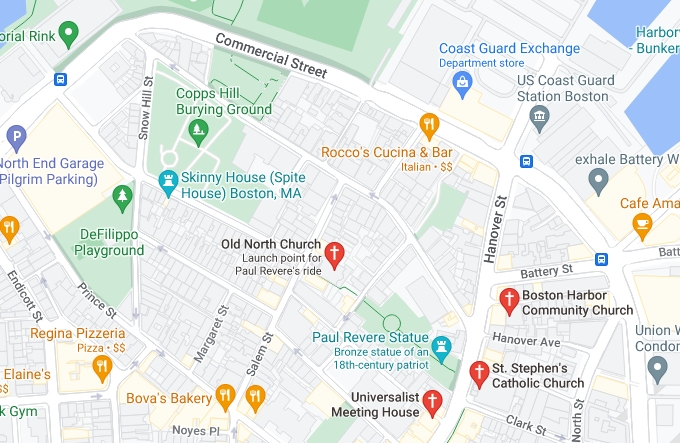 orial Rink
Commercial Street
Harbor
Bunker
Coast Guard Exchange
Department store
US Coast Guard
Station Boston
Snow Hill St
Copps Hill
Burying Ground
P
North End Garage
Pilgrim Parking)
Rocco's Cucina & Bar
Italian • $$
exhale Battery W
Skinny House (Spite
House) Boston, MA
Cafe Ama
DeFilippo
Playground
Hanover St
Old North Church
Launch point for
Paul Revere's ride
Battery St
Batt
Endicott St
Prince St
Boston Harbor
Community Church
Regina Pizzeria
Pizza • $$
Margaret St
Salem St
Paul Revere Statue
Bronze statue of an
18th-century patriot
Hanover Ave
Union W
Condon
Elaine's
$$
St. Stephen's
Catholic Church
k Gym
Bova's Bakery
Universalist
Meeting House
Noyes Pl
Clark St
North St